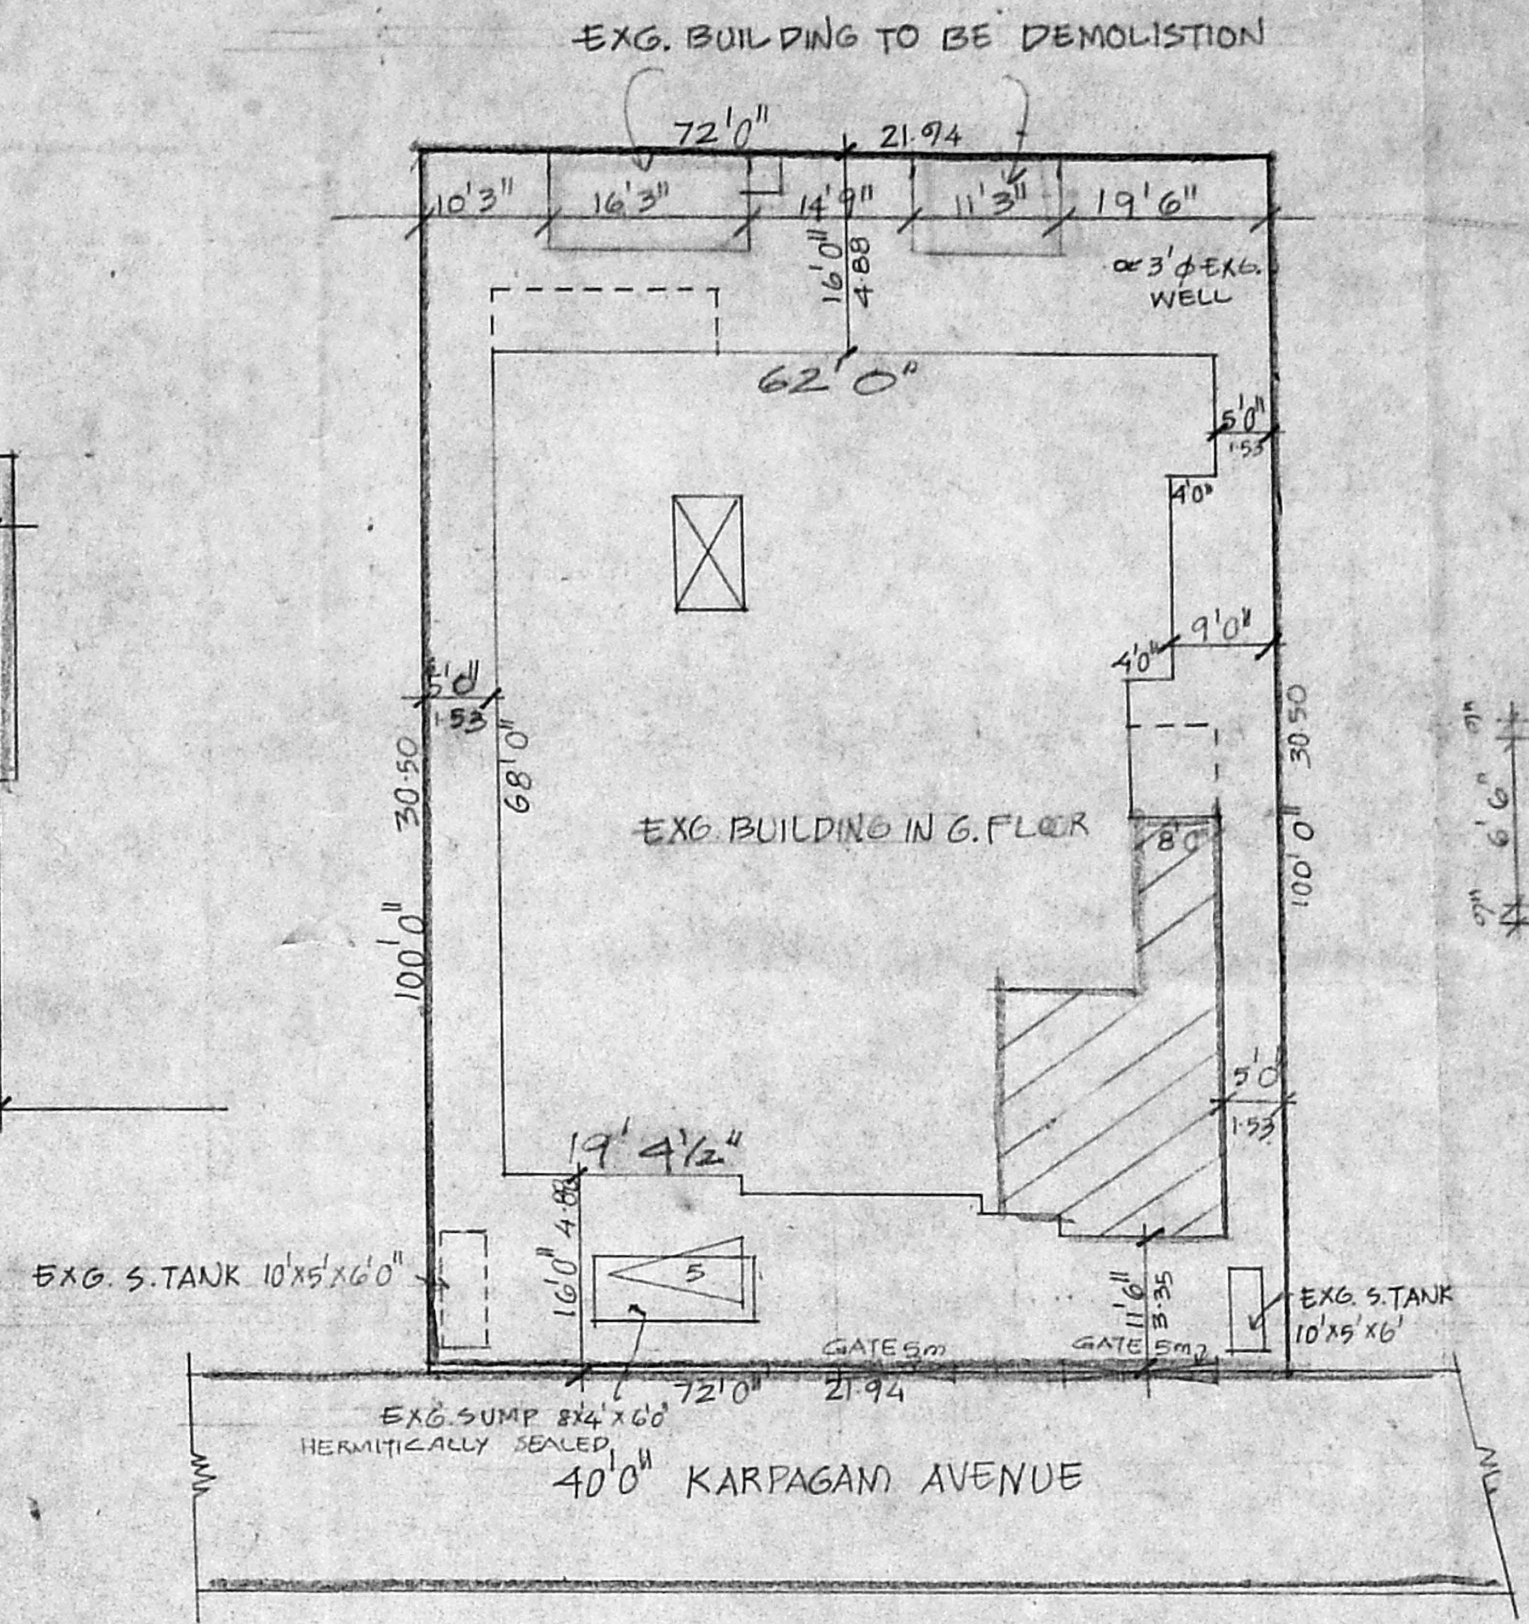 EXG. BUILDING TO BE DEMOLISTION
72'0" 21.94
10'3" 16'3" 14'9" 11'3" 19'6"
16'0"
4.88
∝ 3'ϕ EXG.
WELL
62'0"
5'0"
1.53
4'0"
9'0"
4'0"
5'0"
1.53
68'0"
30.50
100'0"
30.50
100'0"
9"
6'6"
9"
EXG. BUILDING IN G. FLOOR
8'0
5'0"
1.53
19' 4½"
4.88
16'0"
EXG. S.TANK 10'X5'X6'0"
5
11'6"
3.35
EXG. S.TANK
10'X5'X6'
GATE 5m
GATE 5m
72'0" 21.94
EXG. SUMP 8'X4'X6'0"
HERMITICALLY SEALED
40'0" KARPAGAM AVENUE